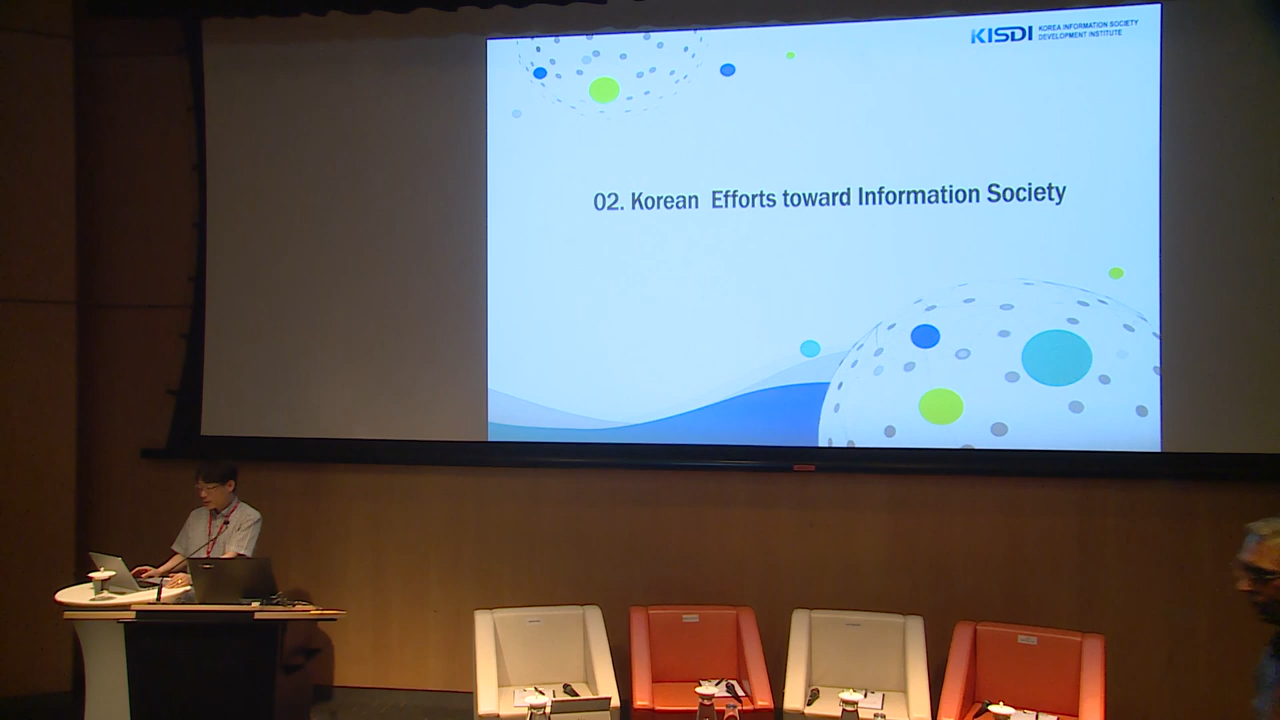 KISDI KOREA INFORMATION SOCIETY
DEVELOPMENT INSTITUTE
02. Korean Efforts toward Information Society